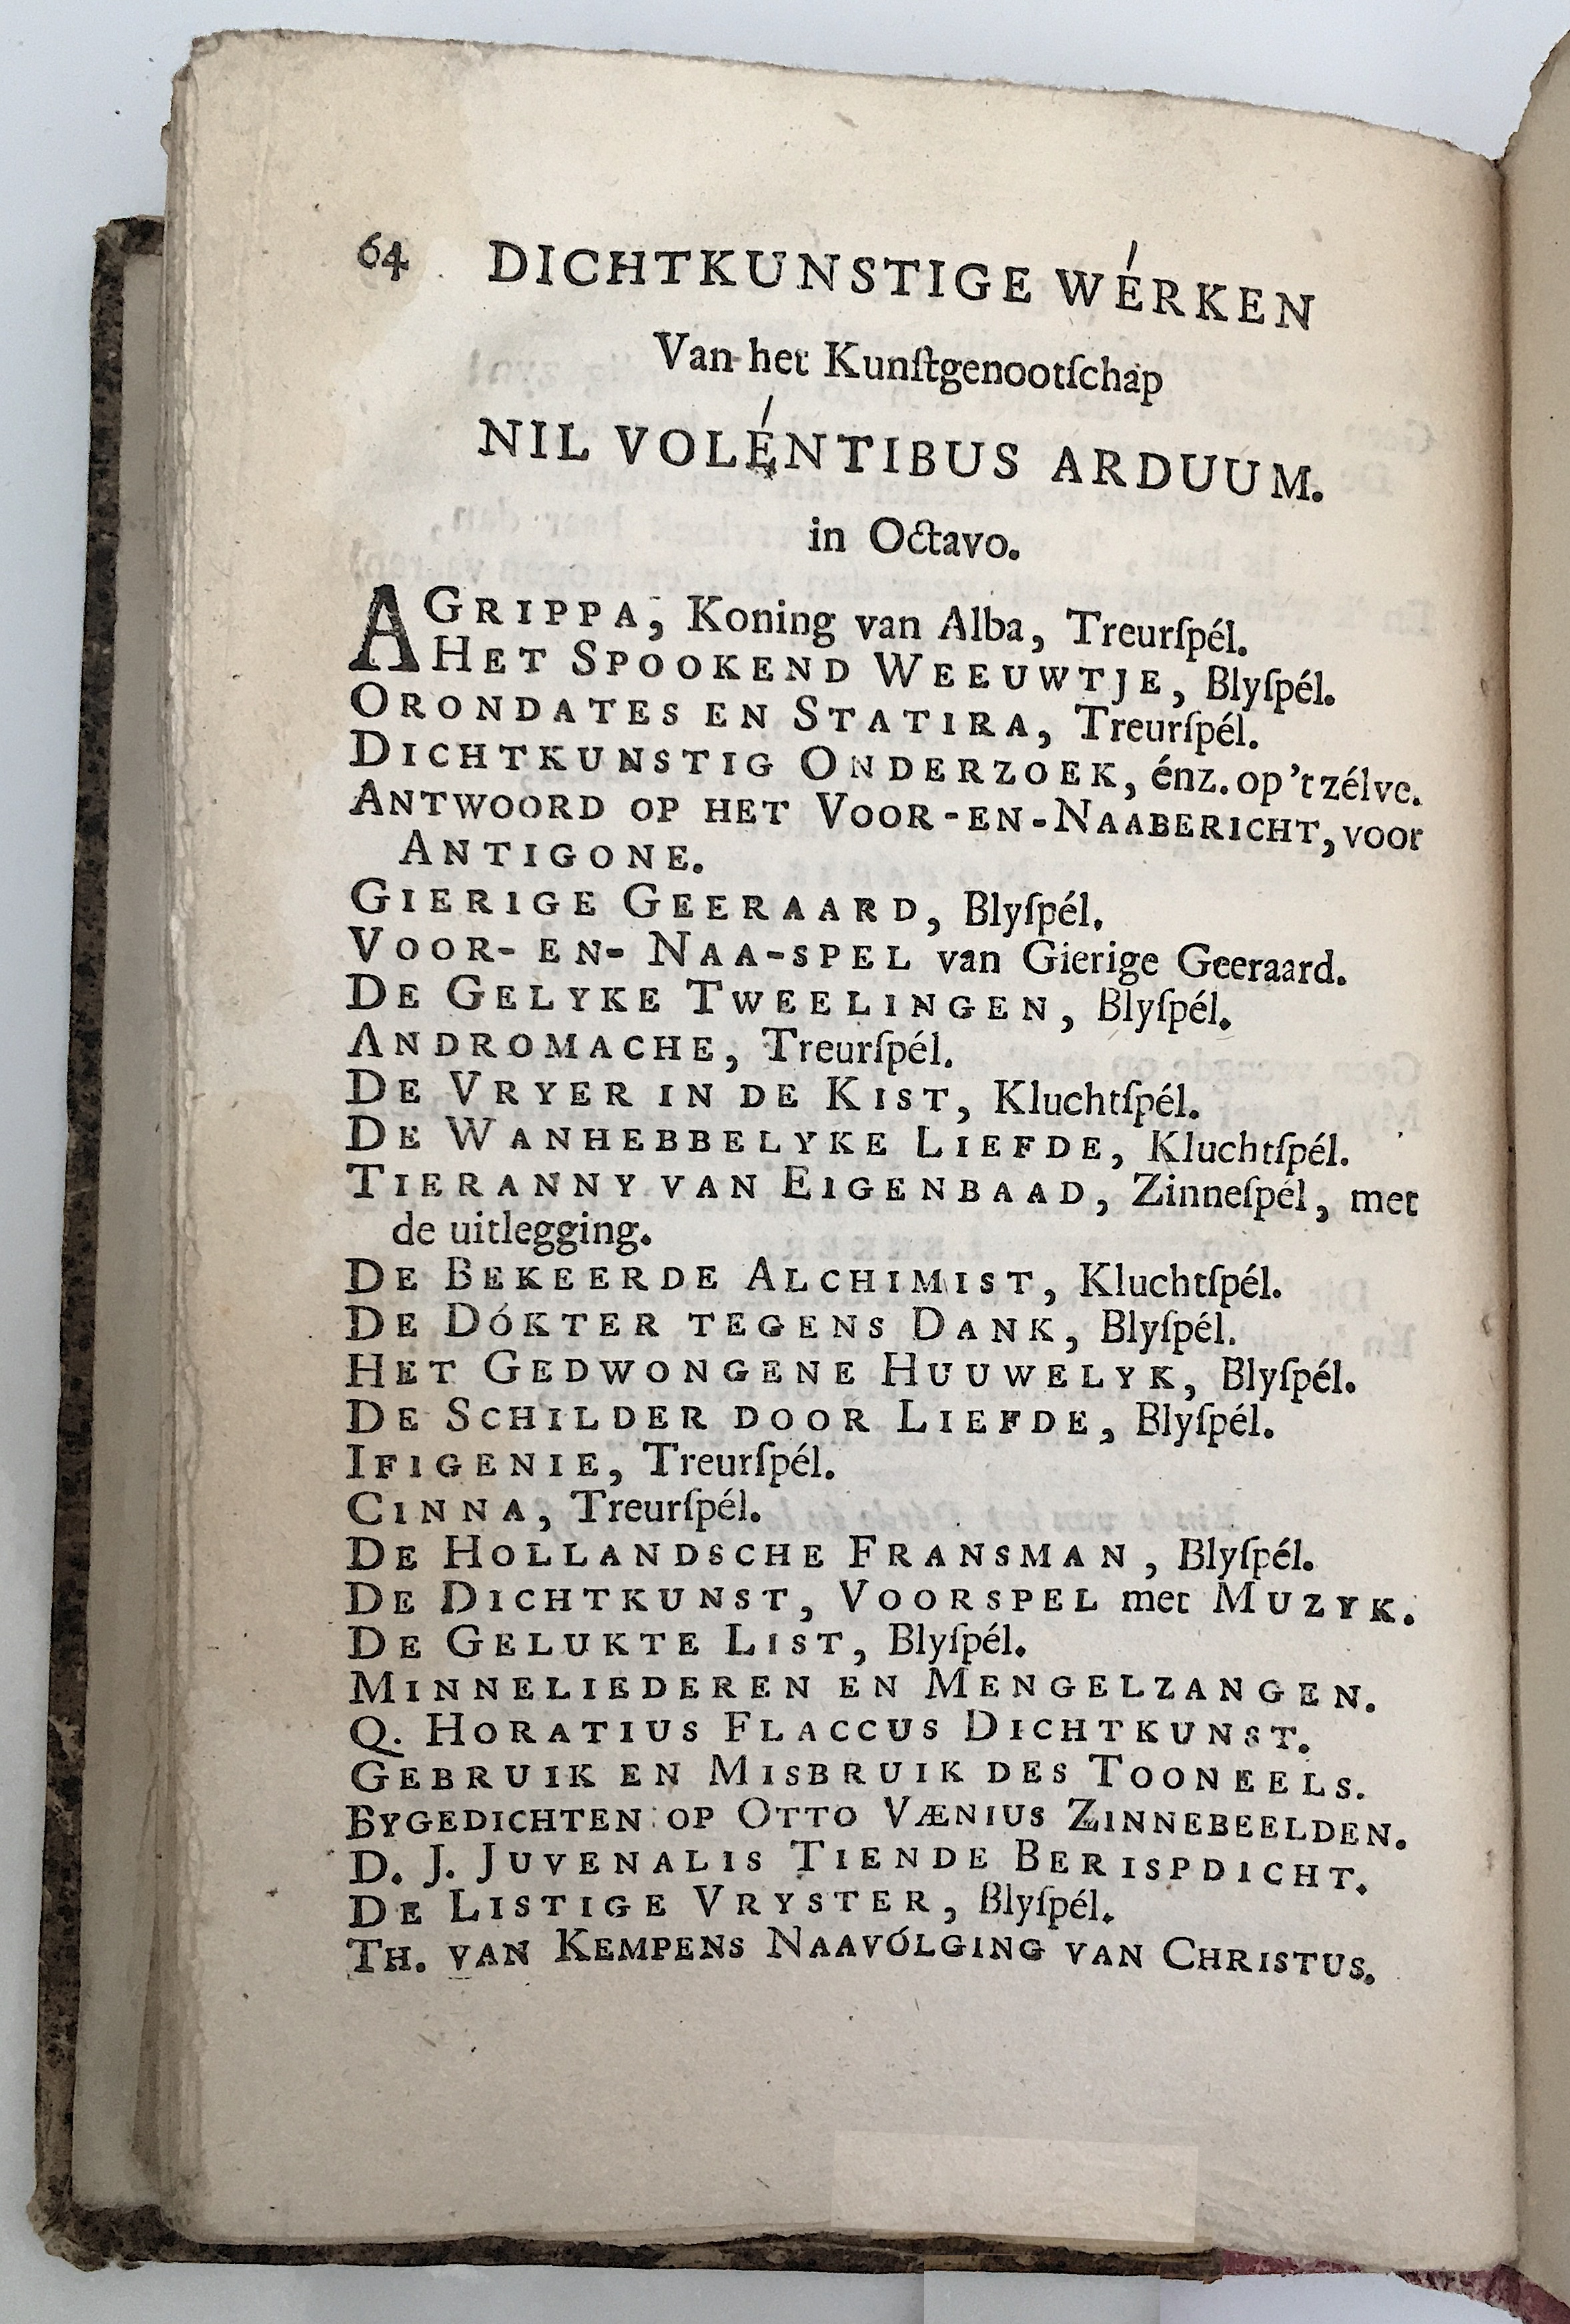 64 DICHTKUNSTIGE WÉRKEN
Van het Kunſtgenootſchap
NIL VOLÉNTIBUS ARDUUM.
in Octavo.
AGRIPPA, Koning van Alba, Treurſpél.
HET SPOOKEND WEEUWTJE, Blyſpél.
ORONDATES EN STATIRA, Treurſpél.
DICHTKUNSTIG ONDERZOEK, énz. op 't zélve.
ANTWOORD OP HET VOOR-EN-NAABERICHT, voor
ANTIGONE.
GIERIGE GEERAARD, Blyſpél.
VOOR- EN- NAA-SPEL van Gierige Geeraard.
DE GELYKE TWEELINGEN, Blyſpél.
ANDROMACHE, Treurſpél.
DE VRYER IN DE KIST, Kluchtſpél.
DE WANHEBBELYKE LIEFDE, Kluchtſpél.
TIERANNY VAN EIGENBAAD, Zinneſpél, met
de uitlegging.
DE BEKEERDE ALCHIMIST, Kluchtſpél.
DE DÓKTER TEGENS DANK, Blyſpél.
HET GEDWONGENE HUUWELYK, Blyſpél.
DE SCHILDER DOOR LIEFDE, Blyſpél.
IFIGENIE, Treurſpél.
CINNA, Treurſpél.
DE HOLLANDSCHE FRANSMAN, Blyſpél.
DE DICHTKUNST, VOORSPEL met MUZYK.
DE GELUKTE LIST, Blyſpél.
MINNELIEDEREN EN MENGELZANGEN.
Q. HORATIUS FLACCUS DICHTKUNST.
GEBRUIK EN MISBRUIK DES TOONEELS.
BYGEDICHTEN OP OTTO VÆNIUS ZINNEBEELDEN.
D. J. JUVENALIS TIENDE BERISPDICHT.
DE LISTIGE VRYSTER, Blyſpél.
TH. VAN KEMPENS NAAVÓLGING VAN CHRISTUS.